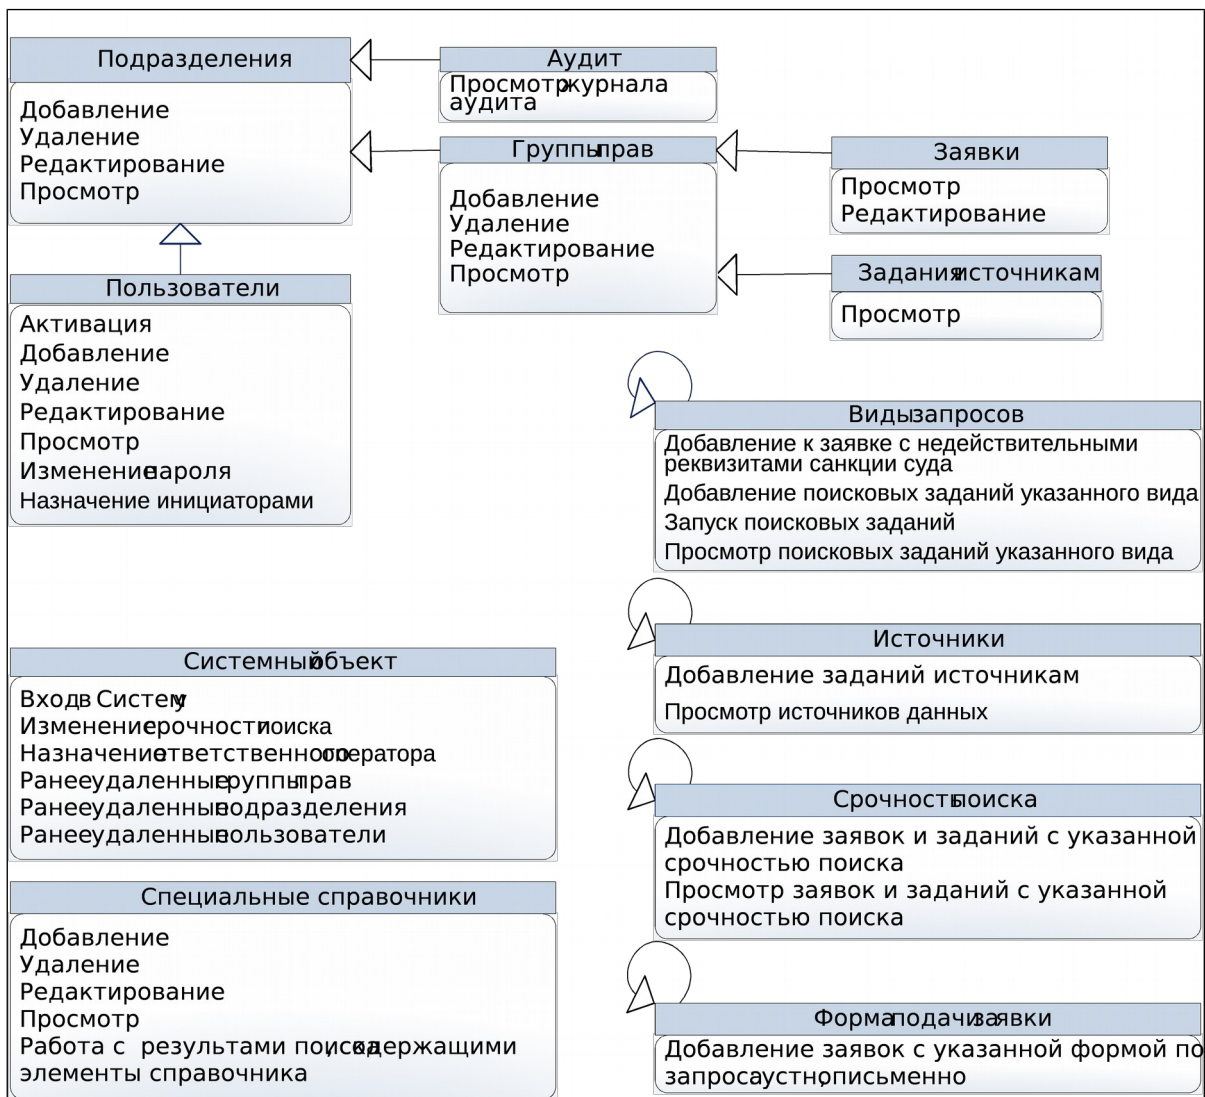 Подразделения
Добавление
Удаление
Редактирование
Просмотр
Аудит
Просмотр журнала
аудита
Группы прав
Добавление
Удаление
Редактирование
Просмотр
Заявки
Просмотр
Редактирование
Задания источникам
Просмотр
Пользователи
Активация
Добавление
Удаление
Редактирование
Просмотр
Изменение пароля
Назначение инициаторами
Виды запросов
Добавление к заявке с недействительными
реквизитами санкции суда
Добавление поисковых заданий указанного вида
Запуск поисковых заданий
Просмотр поисковых заданий указанного вида
Источники
Добавление заданий источникам
Просмотр источников данных
Системный объект
Вход в Систему
Изменение срочности поиска
Назначение ответственного оператора
Ранее удаленные группы прав
Ранее удаленные подразделения
Ранее удаленные пользователи
Срочность поиска
Добавление заявок и заданий с указанной
срочностью поиска
Просмотр заявок и заданий с указанной
срочностью поиска
Специальные справочники
Добавление
Удаление
Редактирование
Просмотр
Работа с результами поиска, содержащими
элементы справочника
Форма подачи заявки
Добавление заявок с указанной формой по
запроса устно, письменно